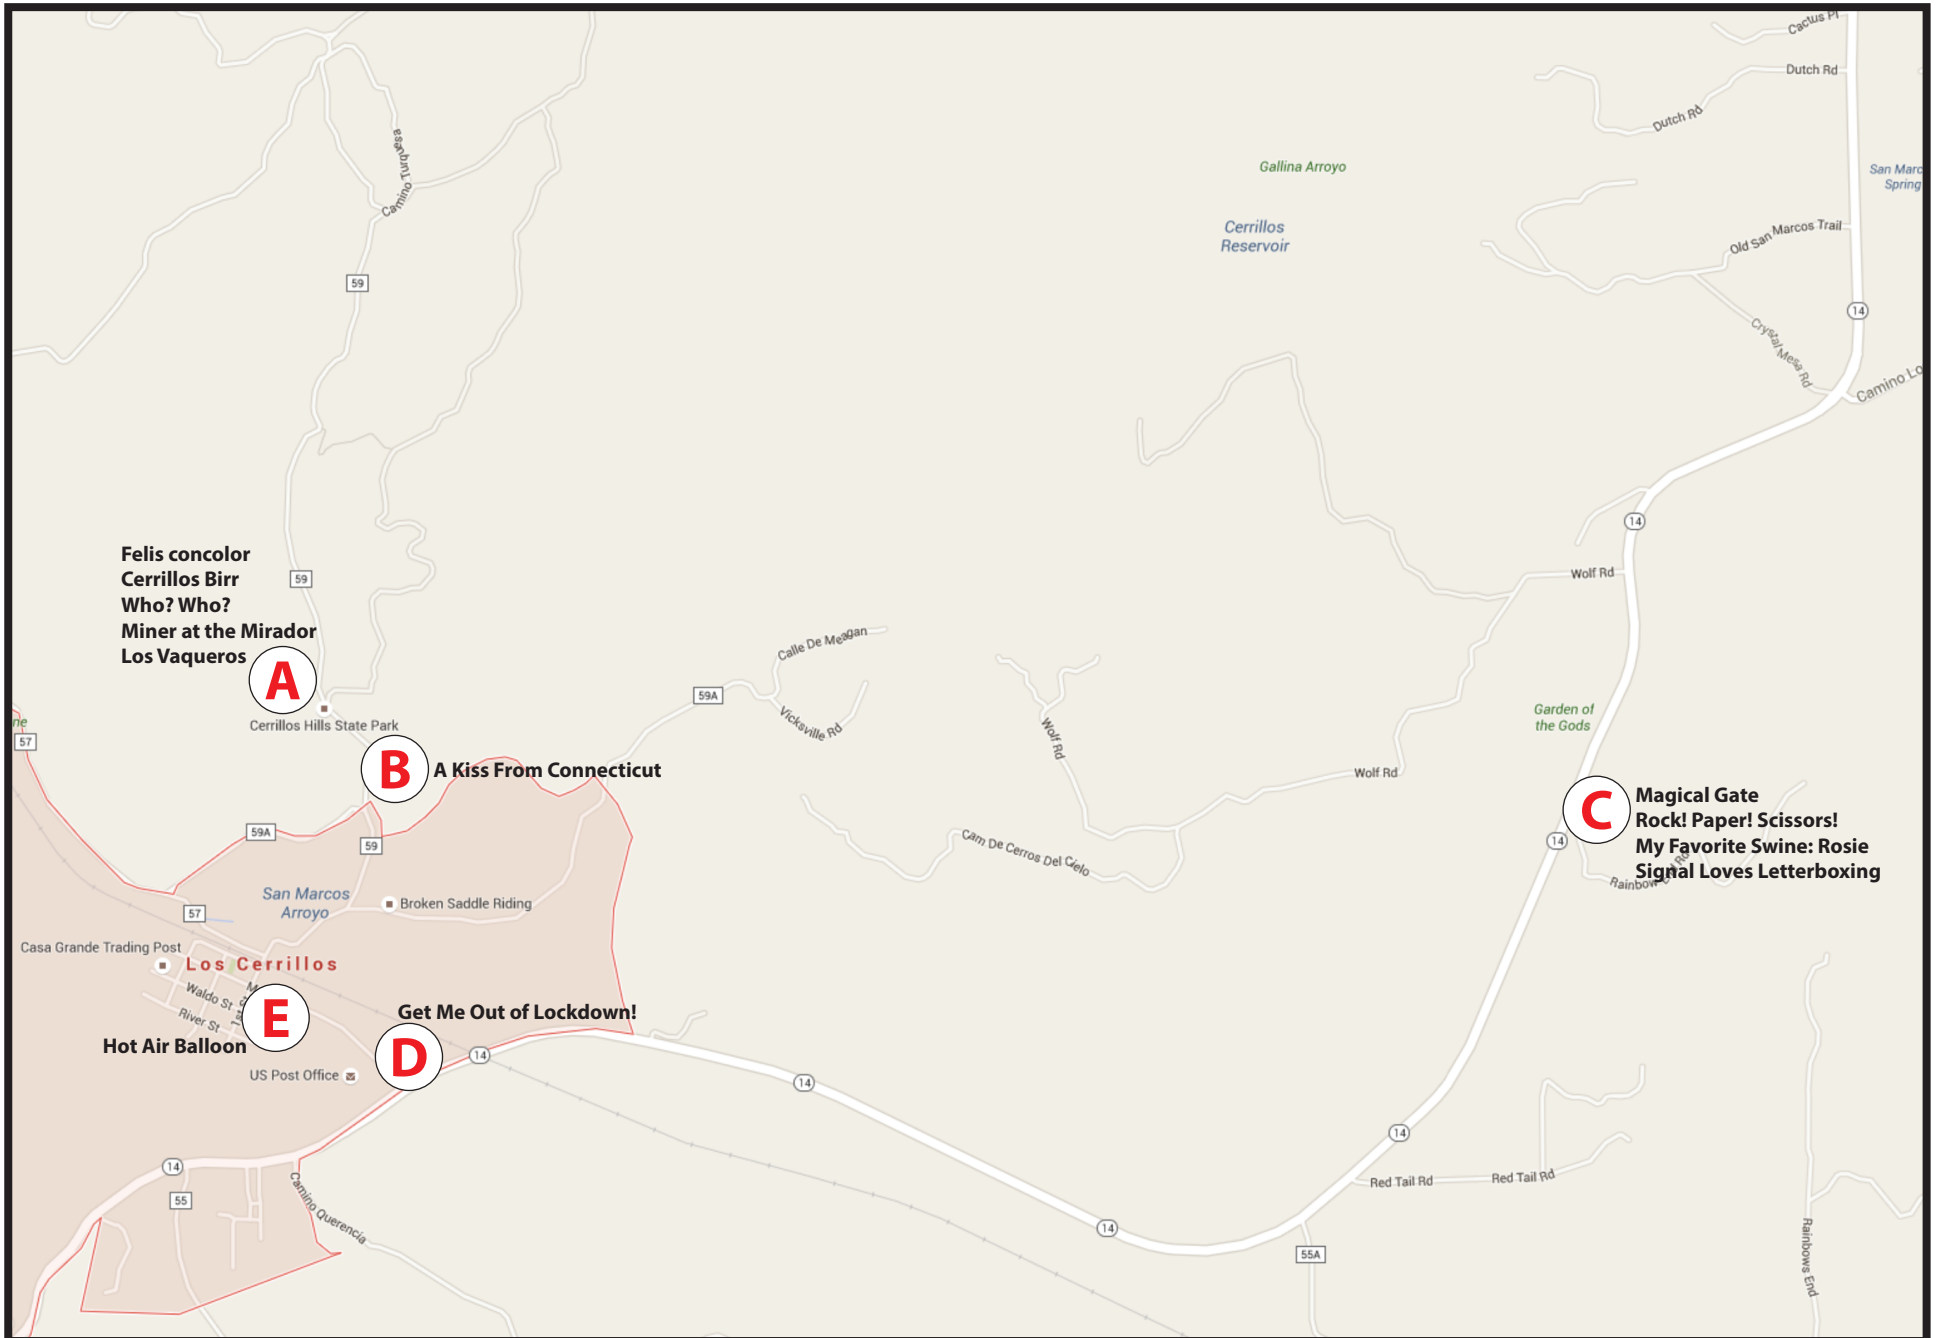 Cactus Pl
Dutch Rd
Dutch Rd
Camino Turquesa
Gallina Arroyo
San Marc
Spring
Cerrillos
Reservoir
Old San Marcos Trail
59
14
Crystal Mesa Rd
Camino Lo
14
Felis concolor
Cerrillos Birr
Who? Who?
Miner at the Mirador
Los Vaqueros
A
59
Wolf Rd
Calle De Meagan
59A
Vicksville Rd
Wolf Rd
Garden of
the Gods
Cerrillos Hills State Park
ne
57
B
A Kiss From Connecticut
Wolf Rd
C
Magical Gate
Rock! Paper! Scissors!
My Favorite Swine: Rosie
Signal Loves Letterboxing
59A
59
14
Cam De Cerros Del Cielo
San Marcos
Arroyo
Broken Saddle Riding
57
Casa Grande Trading Post
Los Cerrillos
Waldo St
River St
1st St
E
Hot Air Balloon
Get Me Out of Lockdown!
D
14
US Post Office
14
14
14
55
Camino Querencia
Red Tail Rd
Red Tail Rd
14
55A
Rainbows End